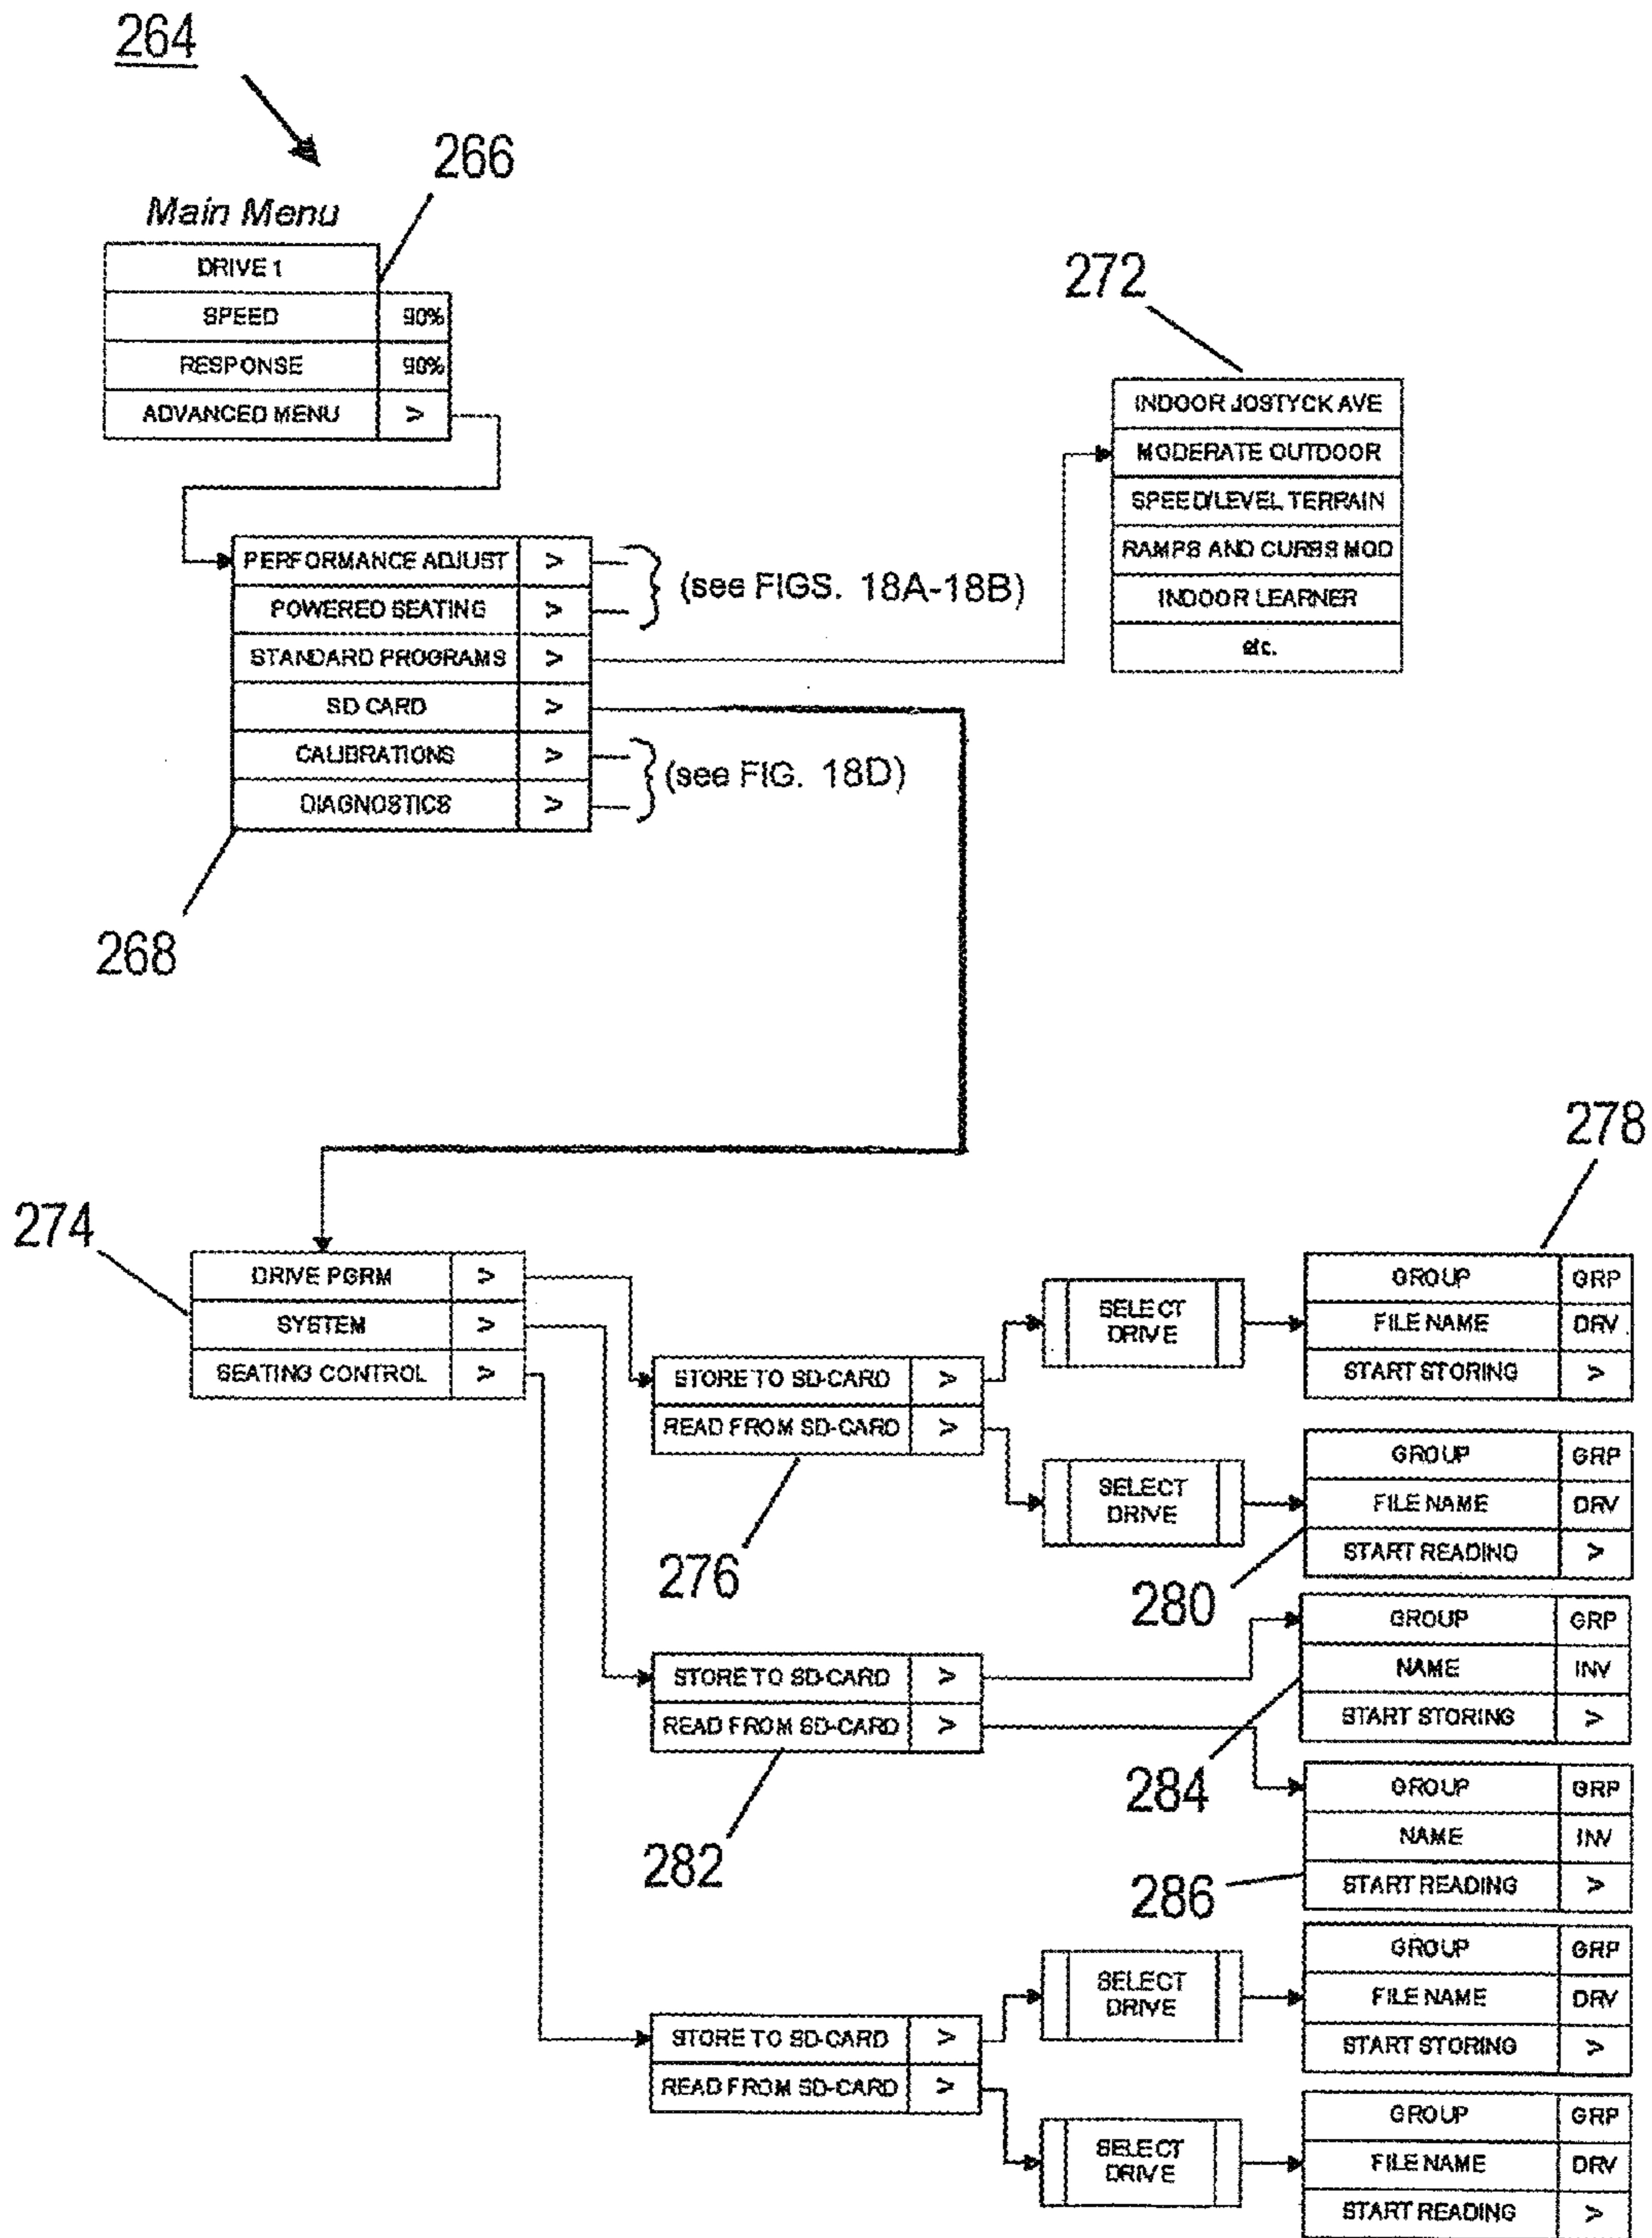 264
266
Main Menu
DRIVE 1
SPEED 90%
RESPONSE 90%
ADVANCED MENU >
272
INDOOR JOSTYCK AVE
MODERATE OUTDOOR
SPEED/LEVEL TERRAIN
RAMPS AND CURBS MOD
INDOOR LEARNER
etc.
PERFORMANCE ADJUST >
POWERED SEATING >
(see FIGS. 18A-18B)
STANDARD PROGRAMS >
SD CARD >
CALIBRATIONS >
DIAGNOSTICS >
(see FIG. 18D)
268
274
DRIVE PGRM >
SYSTEM >
SEATING CONTROL >
STORE TO SD-CARD >
READ FROM SD-CARD >
276
SELECT
DRIVE
278
GROUP GRP
FILE NAME DRV
START STORING >
SELECT
DRIVE
GROUP GRP
FILE NAME DRV
START READING >
280
STORE TO SD-CARD >
READ FROM SD-CARD >
282
GROUP GRP
NAME INV
START STORING >
284
GROUP GRP
NAME INV
START READING >
286
STORE TO SD-CARD >
READ FROM SD-CARD >
SELECT
DRIVE
GROUP GRP
FILE NAME DRV
START STORING >
SELECT
DRIVE
GROUP GRP
FILE NAME DRV
START READING >